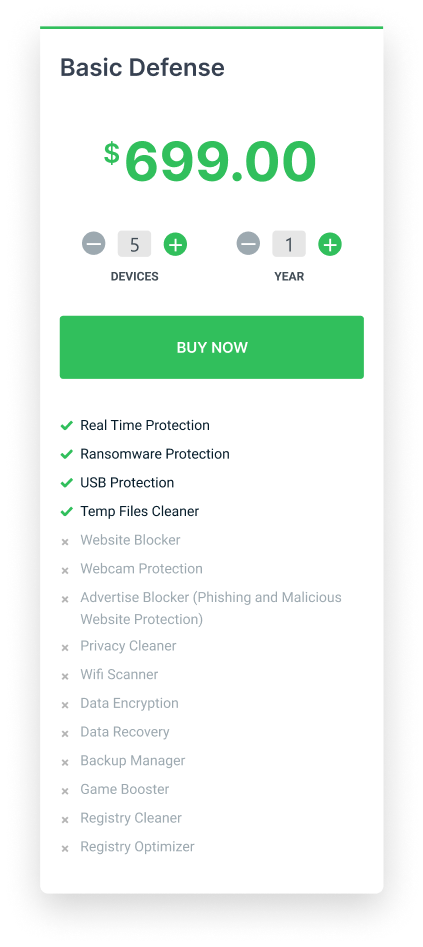 Basic Defense
$699.00
5 1
DEVICES YEAR
BUY NOW
Real Time Protection
Ransomware Protection
USB Protection
Temp Files Cleaner
Website Blocker
Webcam Protection
Advertise Blocker (Phishing and Malicious
Website Protection)
Privacy Cleaner
Wifi Scanner
Data Encryption
Data Recovery
Backup Manager
Game Booster
Registry Cleaner
Registry Optimizer